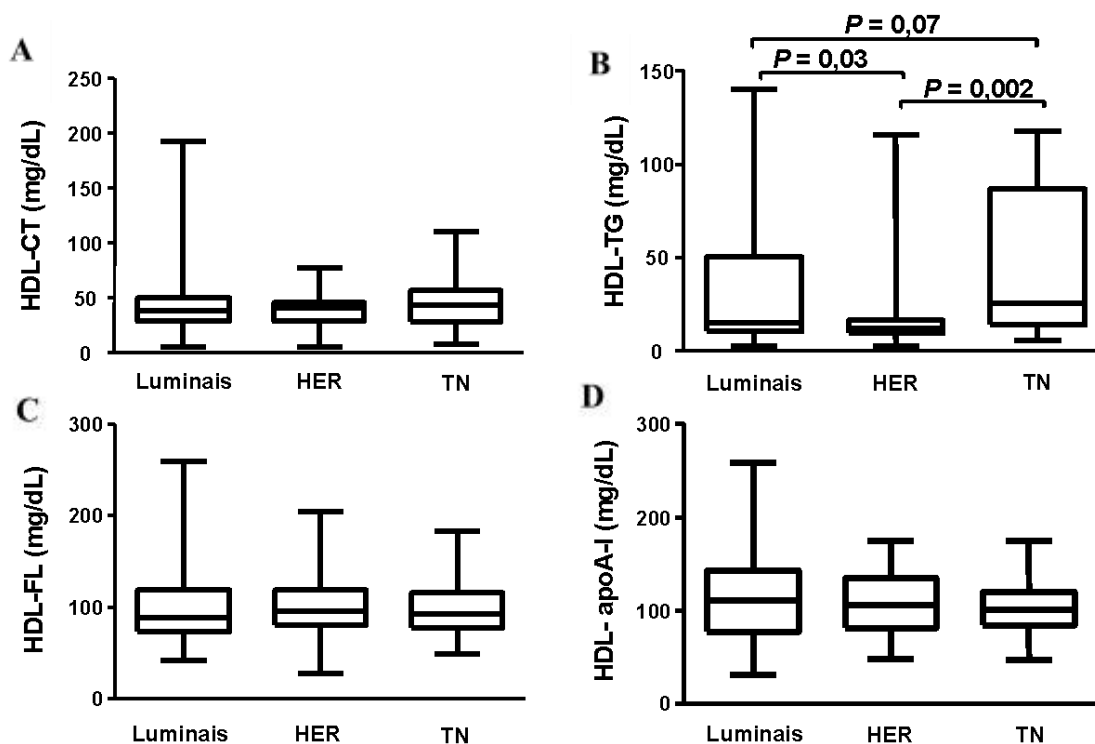 A
HDL-CT (mg/dL)
250
200
150
100
50
0
Luminais HER TN
B
P = 0,07
P = 0,03
P = 0,002
HDL-TG (mg/dL)
150
100
50
0
Luminais HER TN
C
HDL-FL (mg/dL)
300
200
100
0
Luminais HER TN
D
HDL- apoA-I (mg/dL)
300
200
100
0
Luminais HER TN